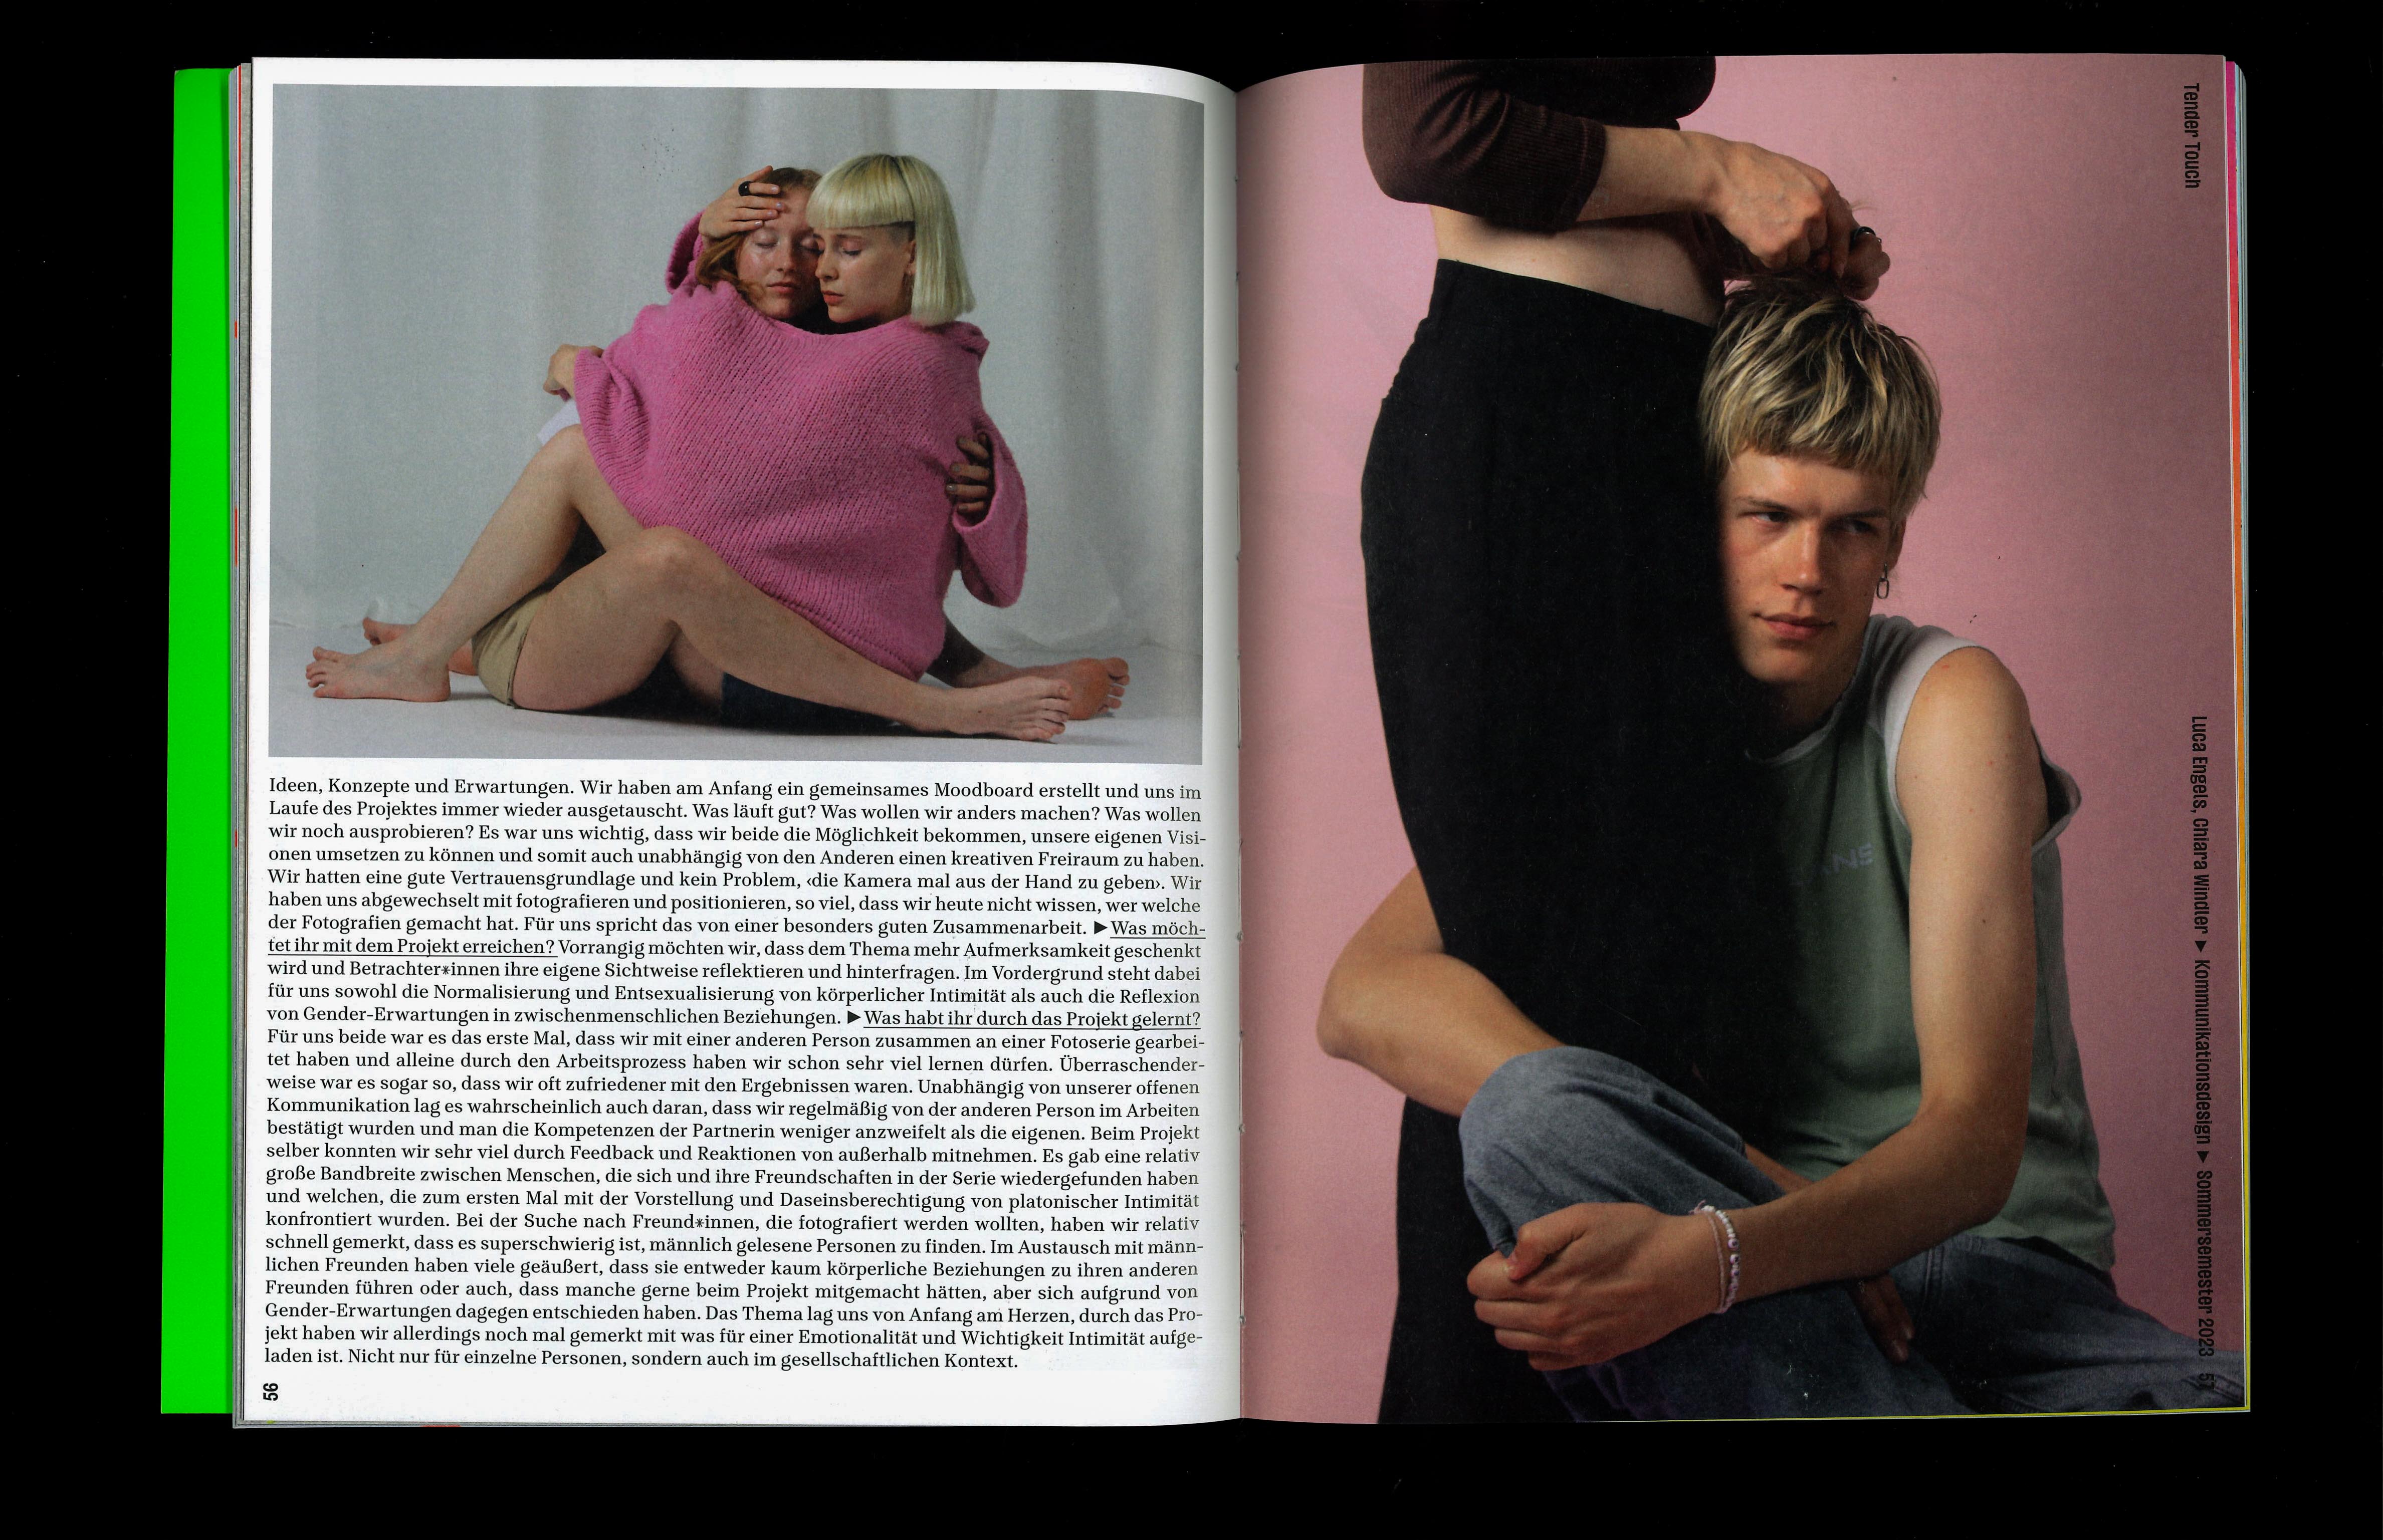 Ideen, Konzepte und Erwartungen. Wir haben am Anfang ein gemeinsames Moodboard erstellt und uns im
Laufe des Projektes immer wieder ausgetauscht. Was läuft gut? Was wollen wir anders machen? Was wollen
wir noch ausprobieren? Es war uns wichtig, dass wir beide die Möglichkeit bekommen, unsere eigenen Visi-
onen umsetzen zu können und somit auch unabhängig von den Anderen einen kreativen Freiraum zu haben.
Wir hatten eine gute Vertrauensgrundlage und kein Problem, ‹die Kamera mal aus der Hand zu geben›. Wir
haben uns abgewechselt mit fotografieren und positionieren, so viel, dass wir heute nicht wissen, wer welche
der Fotografien gemacht hat. Für uns spricht das von einer besonders guten Zusammenarbeit. ▶Was möch-
tet ihr mit dem Projekt erreichen? Vorrangig möchten wir, dass dem Thema mehr Aufmerksamkeit geschenkt
wird und Betrachter*innen ihre eigene Sichtweise reflektieren und hinterfragen. Im Vordergrund steht dabei
für uns sowohl die Normalisierung und Entsexualisierung von körperlicher Intimität als auch die Reflexion
von Gender-Erwartungen in zwischenmenschlichen Beziehungen. ▶Was habt ihr durch das Projekt gelernt?
Für uns beide war es das erste Mal, dass wir mit einer anderen Person zusammen an einer Fotoserie gearbei-
tet haben und alleine durch den Arbeitsprozess haben wir schon sehr viel lernen dürfen. Überraschender-
weise war es sogar so, dass wir oft zufriedener mit den Ergebnissen waren. Unabhängig von unserer offenen
Kommunikation lag es wahrscheinlich auch daran, dass wir regelmäßig von der anderen Person im Arbeiten
bestätigt wurden und man die Kompetenzen der Partnerin weniger anzweifelt als die eigenen. Beim Projekt
selber konnten wir sehr viel durch Feedback und Reaktionen von außerhalb mitnehmen. Es gab eine relativ
große Bandbreite zwischen Menschen, die sich und ihre Freundschaften in der Serie wiedergefunden haben
und welchen, die zum ersten Mal mit der Vorstellung und Daseinsberechtigung von platonischer Intimität
konfrontiert wurden. Bei der Suche nach Freund*innen, die fotografiert werden wollten, haben wir relativ
schnell gemerkt, dass es superschwierig ist, männlich gelesene Personen zu finden. Im Austausch mit männ-
lichen Freunden haben viele geäußert, dass sie entweder kaum körperliche Beziehungen zu ihren anderen
Freunden führen oder auch, dass manche gerne beim Projekt mitgemacht hätten, aber sich aufgrund von
Gender-Erwartungen dagegen entschieden haben. Das Thema lag uns von Anfang am Herzen, durch das Pro-
jekt haben wir allerdings noch mal gemerkt mit was für einer Emotionalität und Wichtigkeit Intimität aufge-
laden ist. Nicht nur für einzelne Personen, sondern auch im gesellschaftlichen Kontext.
56
Tender Touch
Luca Engels, Chiara Windler ▶ Kommunikationsdesign ▶ Sommersemester 2023
57